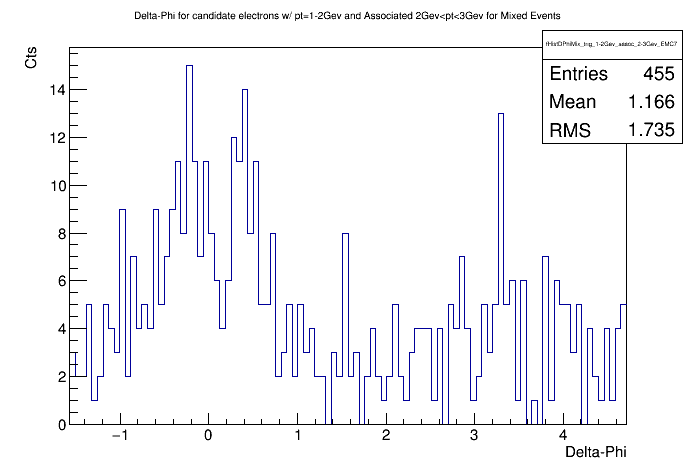 Delta-Phi for candidate electrons w/ pt=1-2Gev and Associated 2Gev<pt<3Gev for Mixed Events
Cts
fHistDPhiMix_trig_1-2Gev_assoc_2-3Gev_EMC7
Entries 455
Mean 1.166
RMS 1.735
14
12
10
8
6
4
2
0
−1 0 1 2 3 4
Delta-Phi